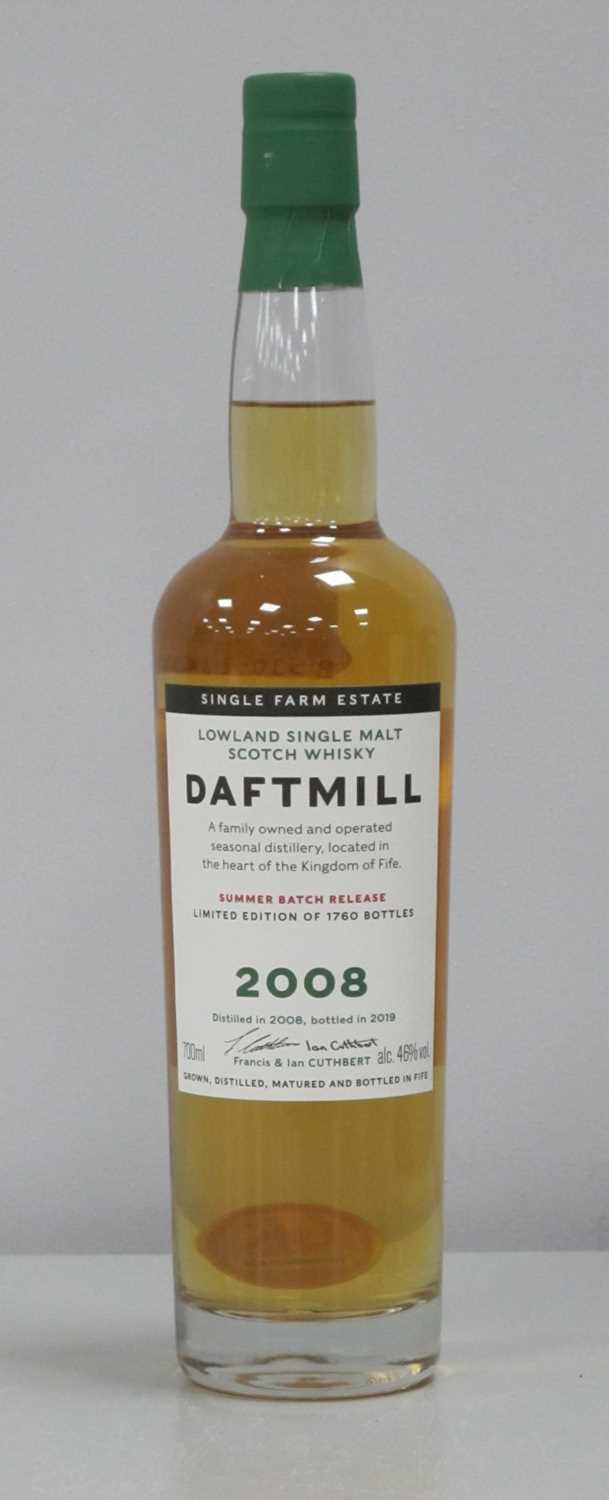 SINGLE FARM ESTATE
LOWLAND SINGLE MALT
SCOTCH WHISKY
DAFTMILL
A family owned and operated
seasonal distillery, located in
the heart of the Kingdom of Fife.
SUMMER BATCH RELEASE
LIMITED EDITION OF 1760 BOTTLES
2008
Distilled in 2008, bottled in 2019
Ian Cuthbert
700ml Francis & Ian CUTHBERT alc. 46% vol.
GROWN, DISTILLED, MATURED AND BOTTLED IN FIFE